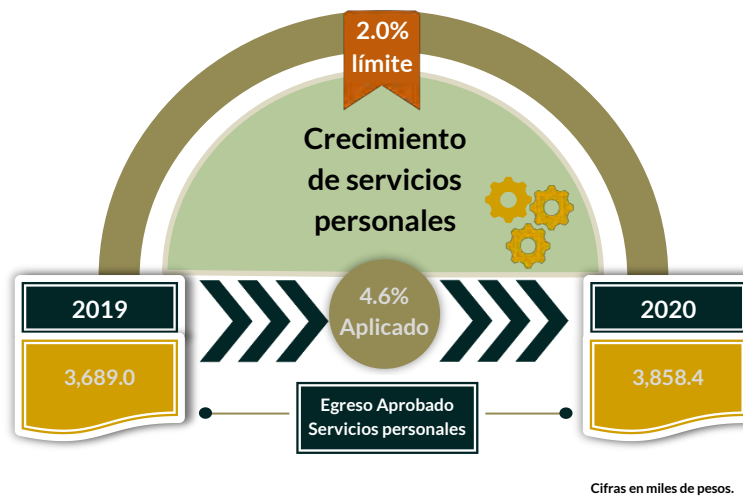 2.0%
límite
Crecimiento
de servicios
personales
2019
4.6%
Aplicado
2020
3,689.0
3,858.4
Egreso Aprobado
Servicios personales
Cifras en miles de pesos.